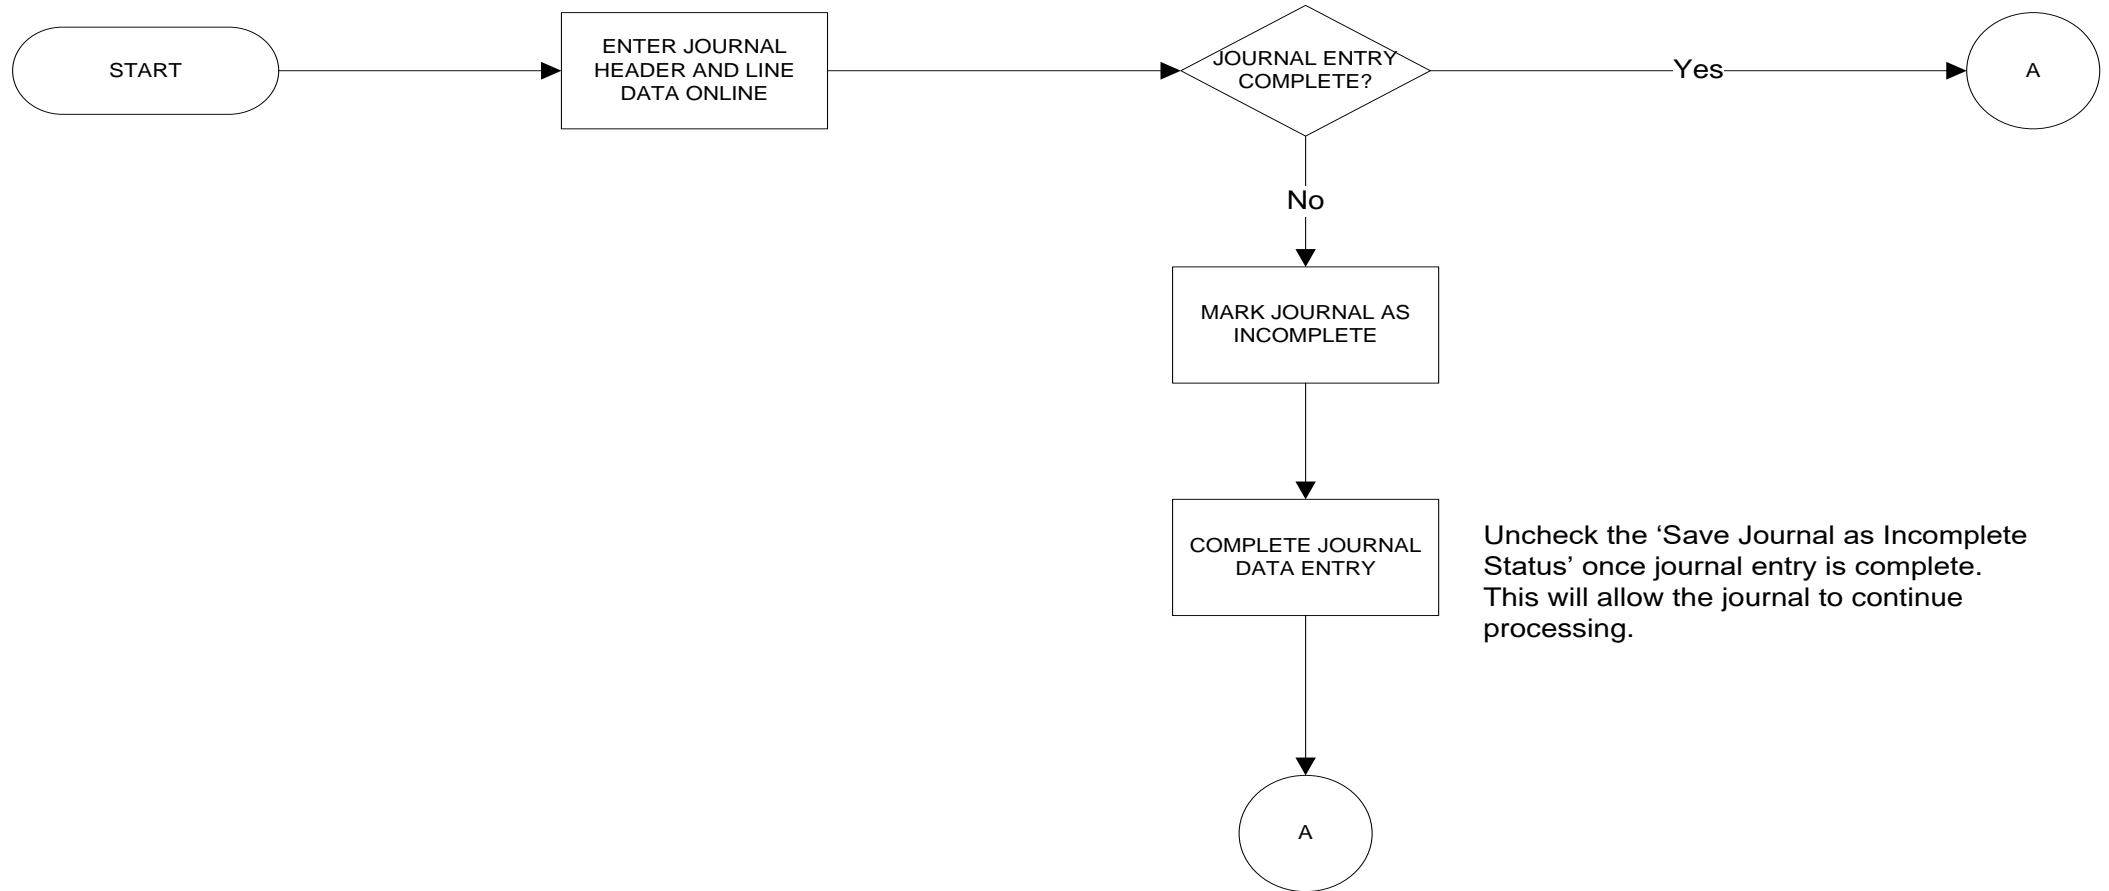 START
ENTER JOURNAL
HEADER AND LINE
DATA ONLINE
JOURNAL ENTRY
COMPLETE?
Yes
A
No
MARK JOURNAL AS
INCOMPLETE
COMPLETE JOURNAL
DATA ENTRY
Uncheck the ‘Save Journal as Incomplete
Status’ once journal entry is complete.
This will allow the journal to continue
processing.
A